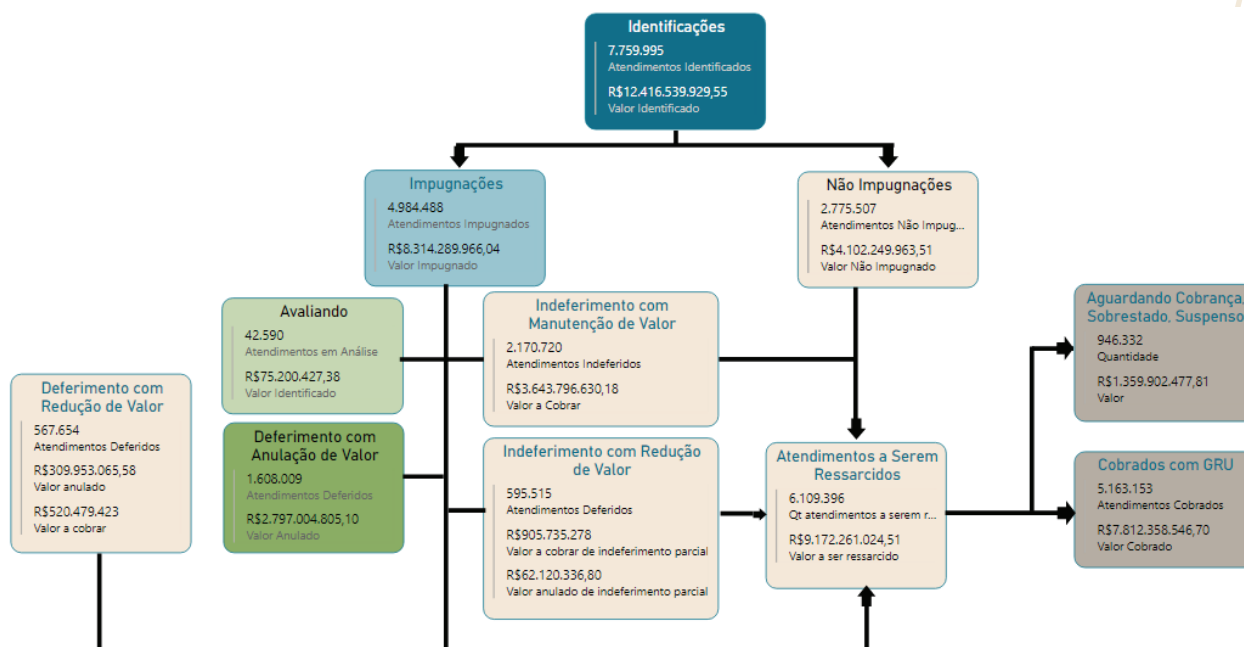 Identificações
7.759.995
Atendimentos Identificados
R$12.416.539.929,55
Valor Identificado
Impugnações
4.984.488
Atendimentos Impugnados
R$8.314.289.966,04
Valor Impugnado
Não Impugnações
2.775.507
Atendimentos Não Impug...
R$4.102.249.963,51
Valor Não Impugnado
Avaliando
42.590
Atendimentos em Análise
R$75.200.427,38
Valor Identificado
Indeferimento com
Manutenção de Valor
2.170.720
Atendimentos Indeferidos
R$3.643.796.630,18
Valor a Cobrar
Aguardando Cobrança,
Sobrestado, Suspenso
946.332
Quantidade
R$1.359.902.477,81
Valor
Deferimento com
Redução de Valor
567.654
Atendimentos Deferidos
R$309.953.065,58
Valor anulado
R$520.479.423
Valor a cobrar
Deferimento com
Anulação de Valor
1.608.009
Atendimentos Deferidos
R$2.797.004.805,10
Valor Anulado
Indeferimento com Redução
de Valor
595.515
Atendimentos Deferidos
R$905.735.278
Valor a cobrar de indeferimento parcial
R$62.120.336,80
Valor anulado de indeferimento parcial
Atendimentos a Serem
Ressarcidos
6.109.396
Qt atendimentos a serem r...
R$9.172.261.024,51
Valor a ser ressarcido
Cobrados com GRU
5.163.153
Atendimentos Cobrados
R$7.812.358.546,70
Valor Cobrado